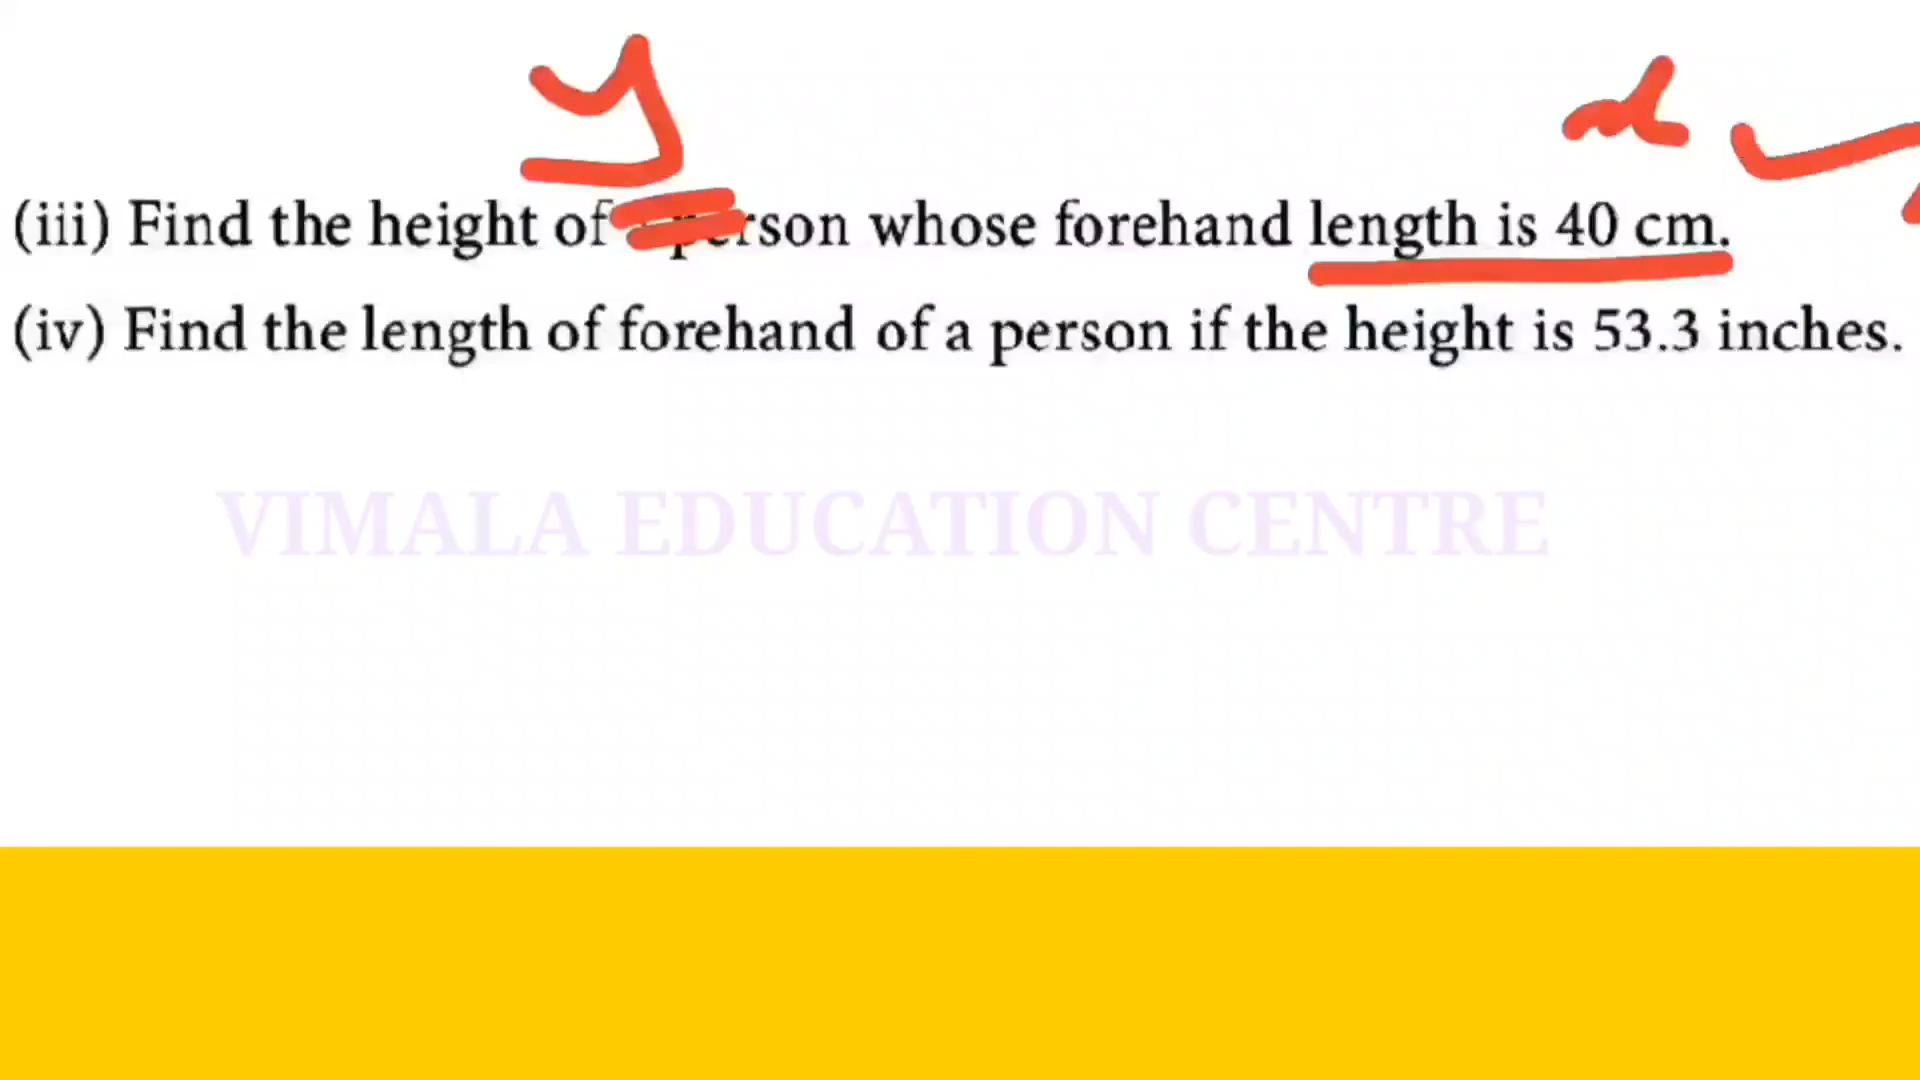 y x
(iii) Find the height of person whose forehand length is 40 cm.
(iv) Find the length of forehand of a person if the height is 53.3 inches.
VIMALA EDUCATION CENTRE